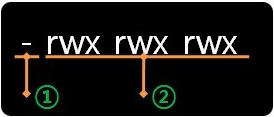 - rwx rwx rwx
① ②